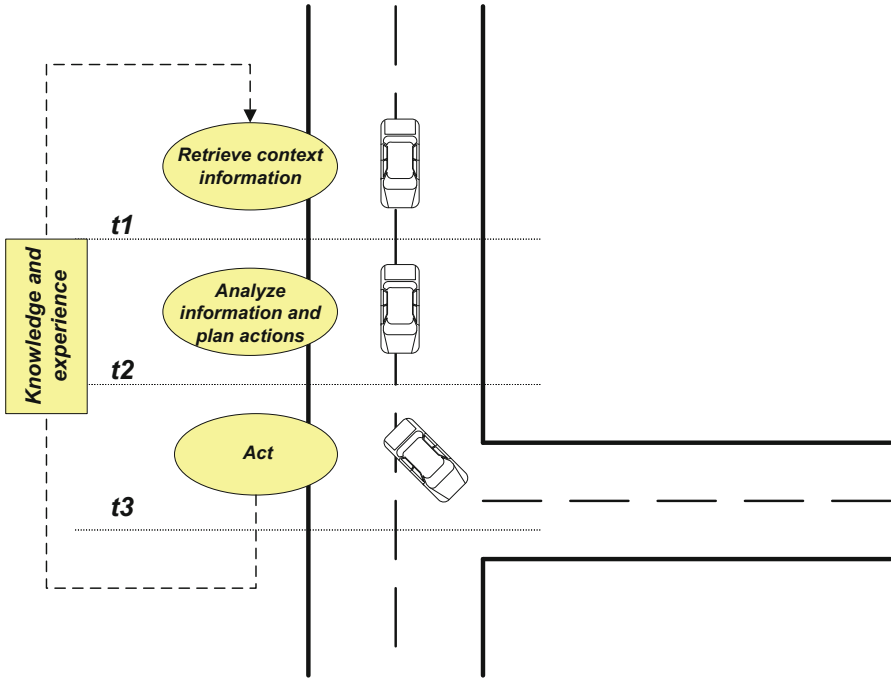 Retrieve context
information
t1
Knowledge and
experience
Analyze
information and
plan actions
t2
Act
t3